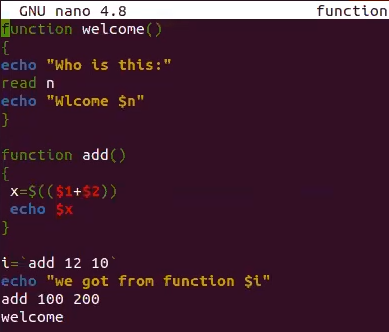 GNU nano 4.8 function
function welcome()
{
echo "Who is this:"
read n
echo "Wlcome $n"
}
function add()
{
x=$(($1+$2))
echo $x
}
i=`add 12 10`
echo "we got from function $i"
add 100 200
welcome